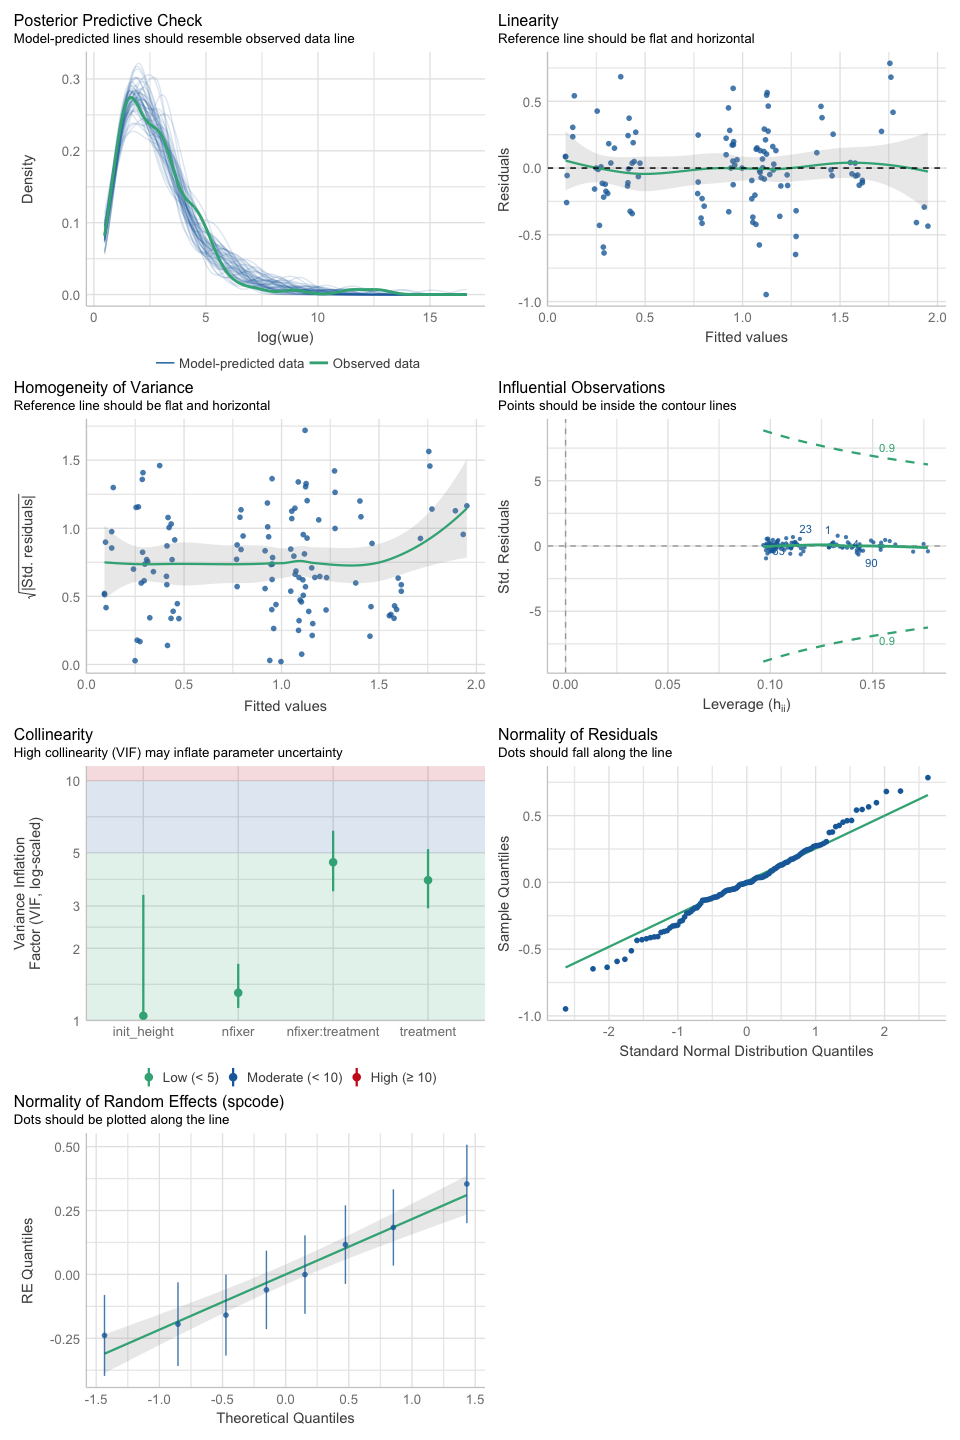 Posterior Predictive Check
Model-predicted lines should resemble observed data line
Density
0.3
0.2
0.1
0.0
0
5
10
15
log(wue)
Model-predicted data
Observed data
Linearity
Reference line should be flat and horizontal
Residuals
0.5
0.0
-0.5
-1.0
0.0
0.5
1.0
1.5
2.0
Fitted values
Homogeneity of Variance
Reference line should be flat and horizontal
√|Std. residuals|
1.5
1.0
0.5
0.0
0.0
0.5
1.0
1.5
2.0
Fitted values
Influential Observations
Points should be inside the contour lines
Std. Residuals
5
0
-5
0.9
23
1
90
0.9
0.00
0.05
0.10
0.15
Leverage (hii)
Collinearity
High collinearity (VIF) may inflate parameter uncertainty
Variance Inflation
Factor (VIF, log-scaled)
10
5
3
2
1
init_height
nfixer
nfixer:treatment
treatment
Low (< 5)
Moderate (< 10)
High (≥ 10)
Normality of Residuals
Dots should fall along the line
Sample Quantiles
0.5
0.0
-0.5
-1.0
-2
-1
0
1
2
Standard Normal Distribution Quantiles
Normality of Random Effects (spcode)
Dots should be plotted along the line
RE Quantiles
0.50
0.25
0.00
-0.25
-1.5
-1.0
-0.5
0.0
0.5
1.0
1.5
Theoretical Quantiles